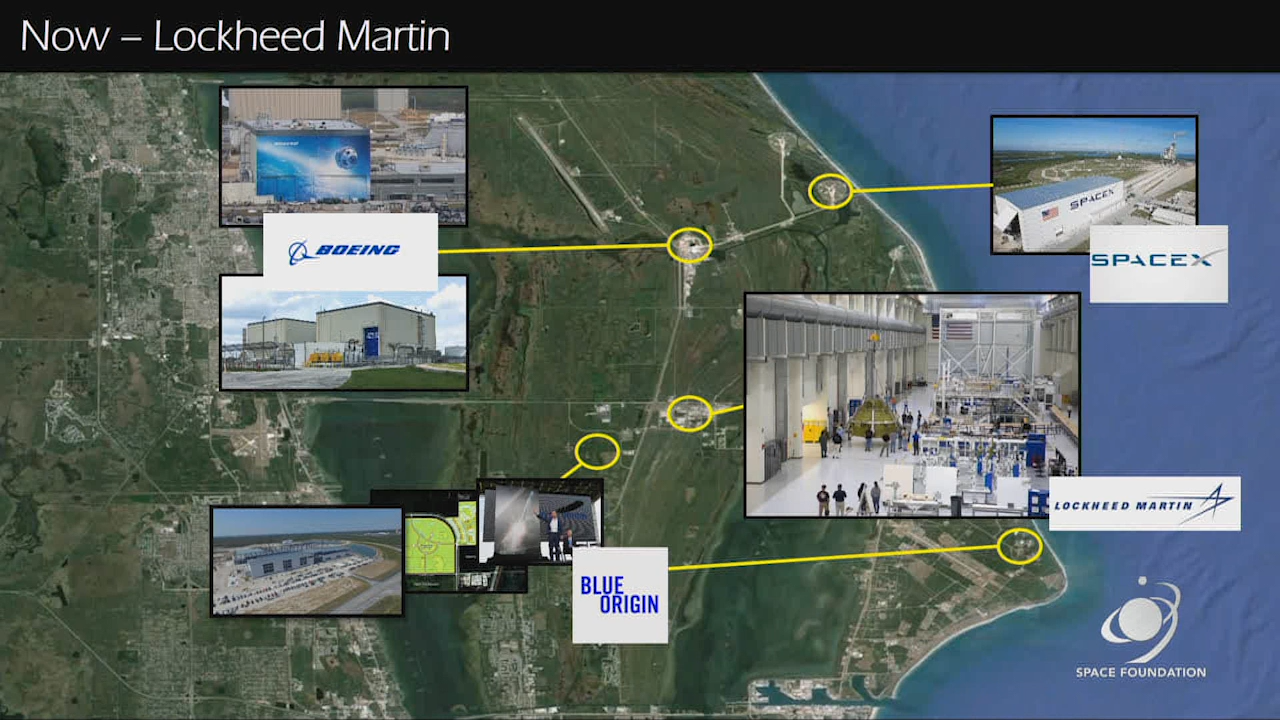 Now – Lockheed Martin
BOEING
SPACEX
SPACEX
LOCKHEED MARTIN
BLUE
ORIGIN
SPACE FOUNDATION